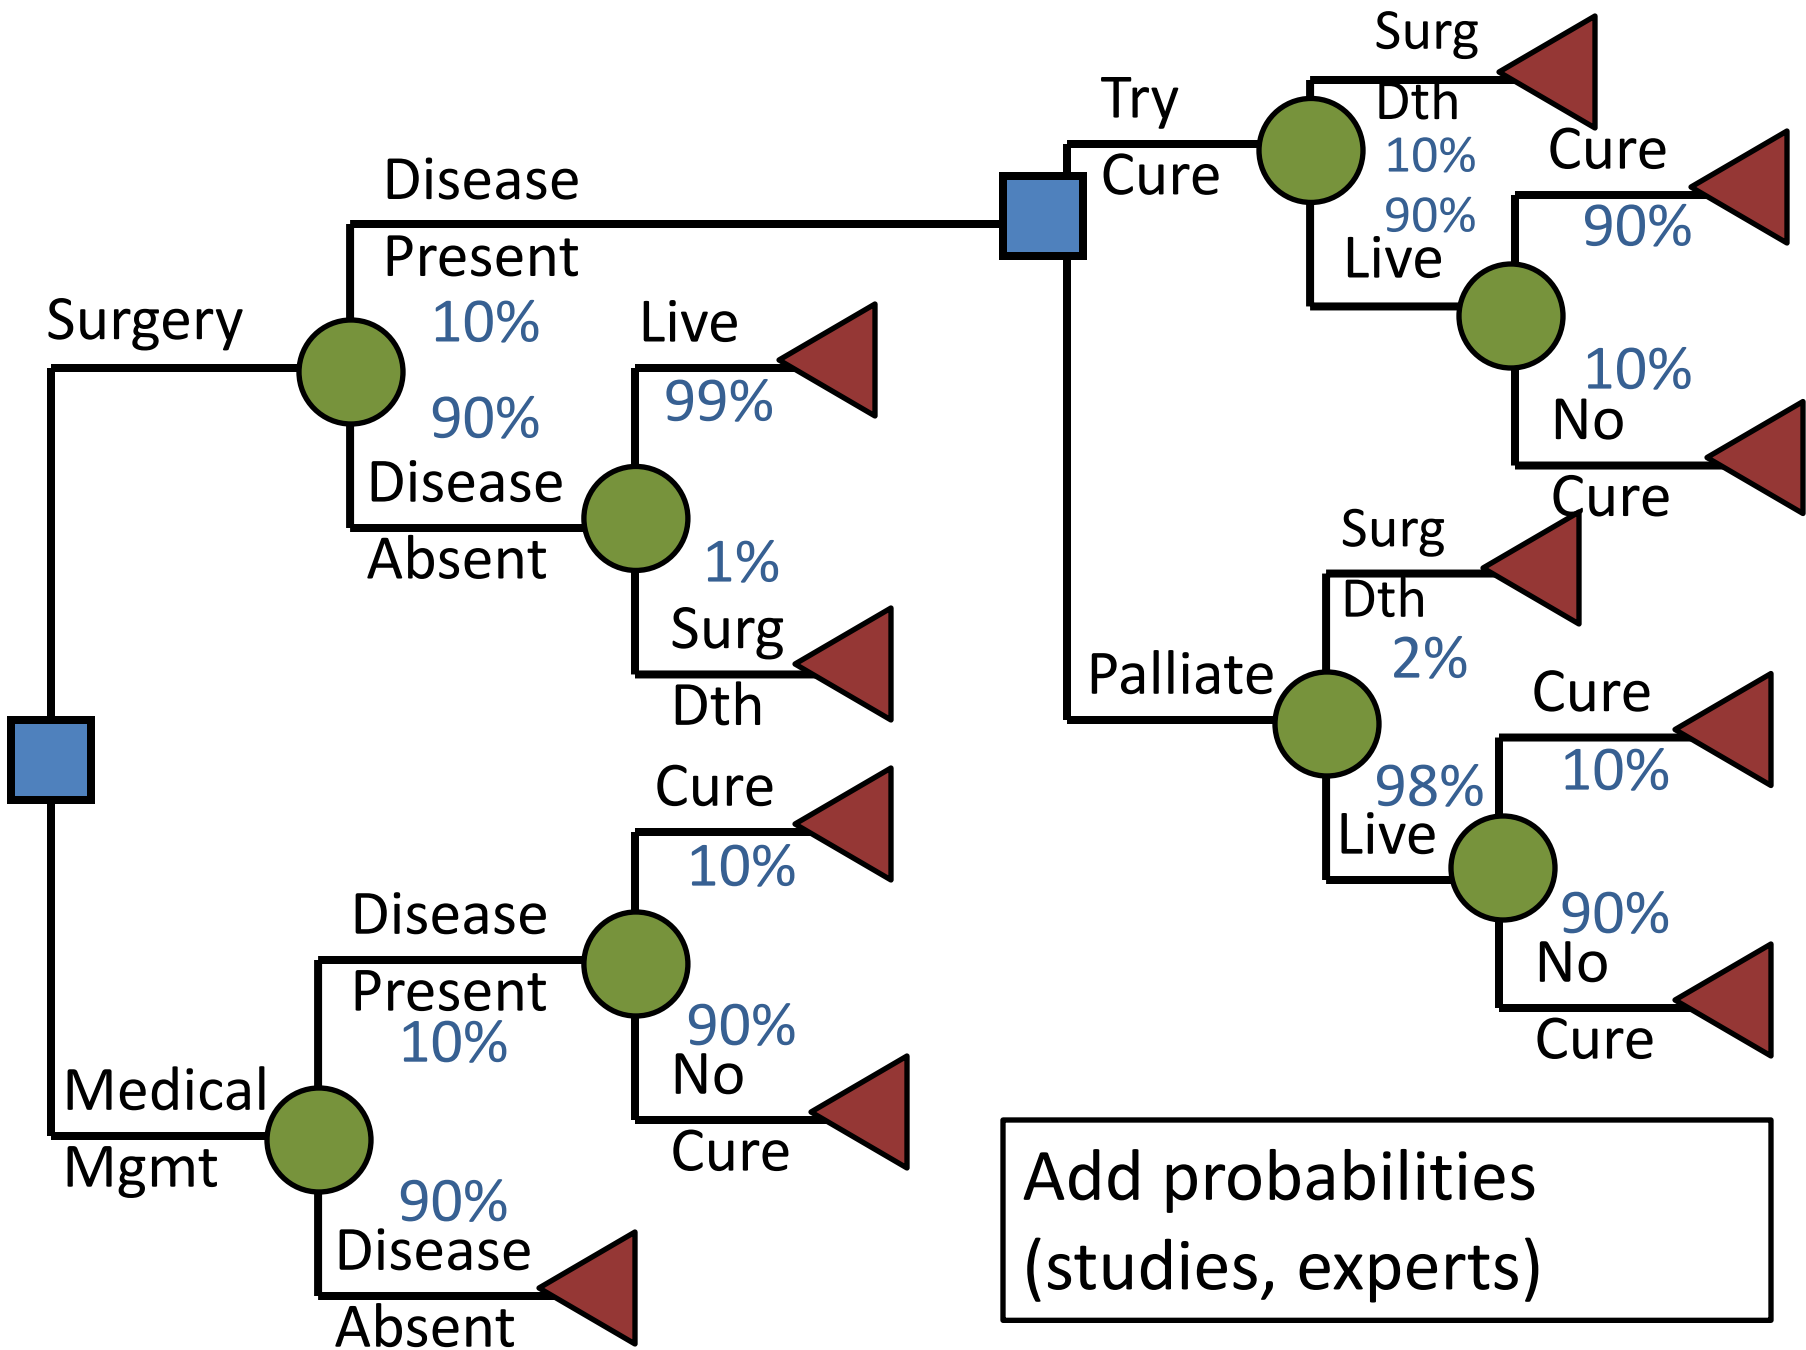 Surg
Dth
10%
90%
Live
Try
Cure
Cure
90%
10%
No
Cure
Disease
Present
10%
90%
Disease
Absent
Surgery
Live
99%
1%
Surg
Dth
Surg
Dth
2%
Palliate
98%
Live
Cure
10%
90%
No
Cure
Cure
10%
90%
No
Cure
Disease
Present
10%
Medical
Mgmt
90%
Disease
Absent
Add probabilities
(studies, experts)